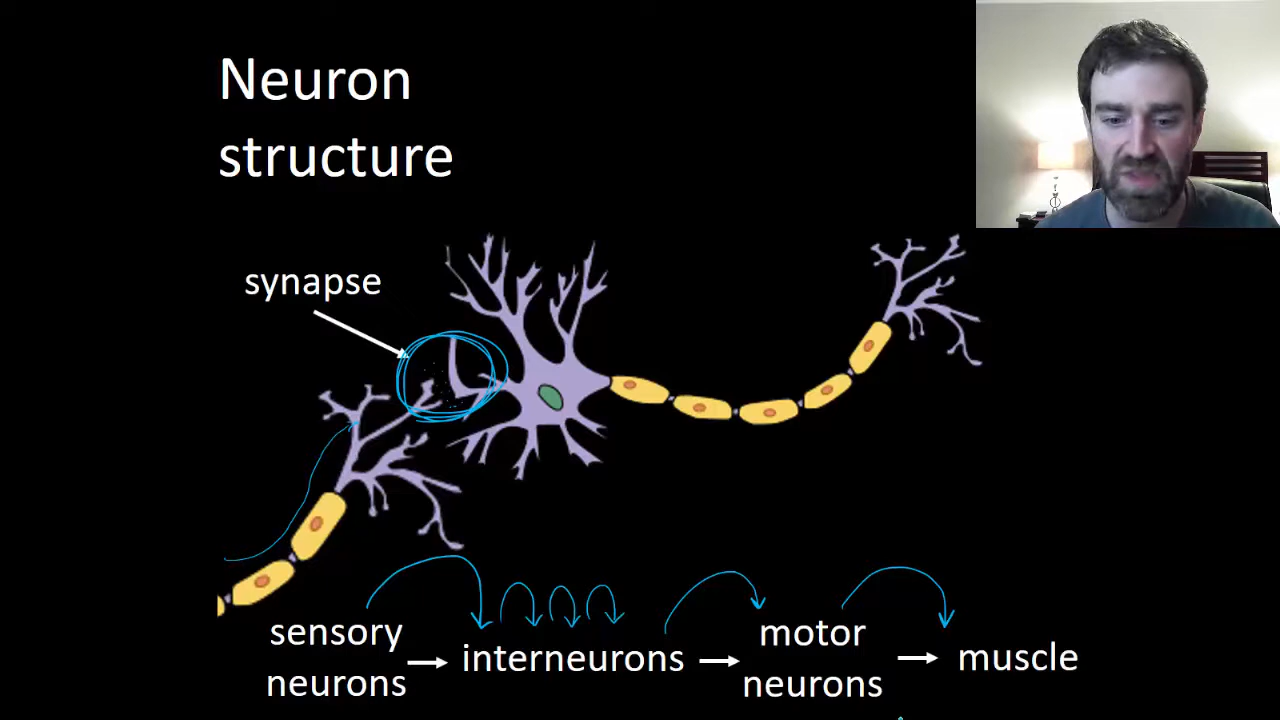 Neuron
structure
synapse
sensory
neurons
interneurons
motor
neurons
muscle